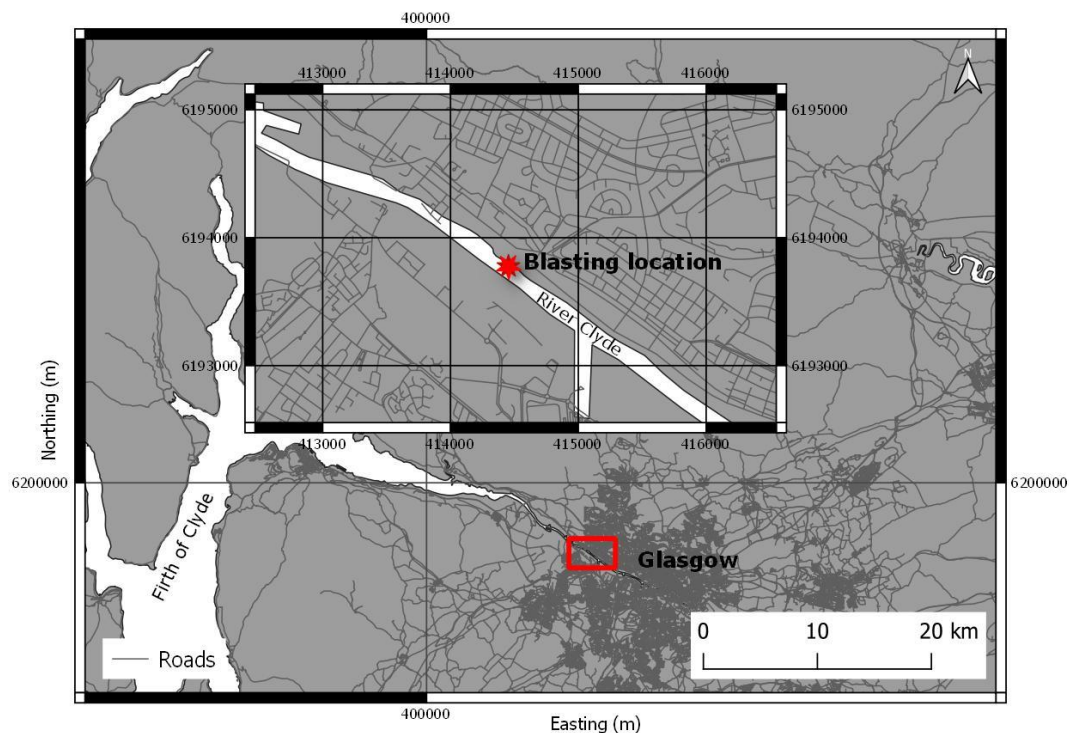 400000
N
413000 414000 415000 416000
6195000 6195000
6194000 6194000
Blasting location
River Clyde
6193000 6193000
413000 414000 415000 416000
Northing (m)
6200000 6200000
Firth of Clyde
Glasgow
0 10 20 km
Roads
400000
Easting (m)